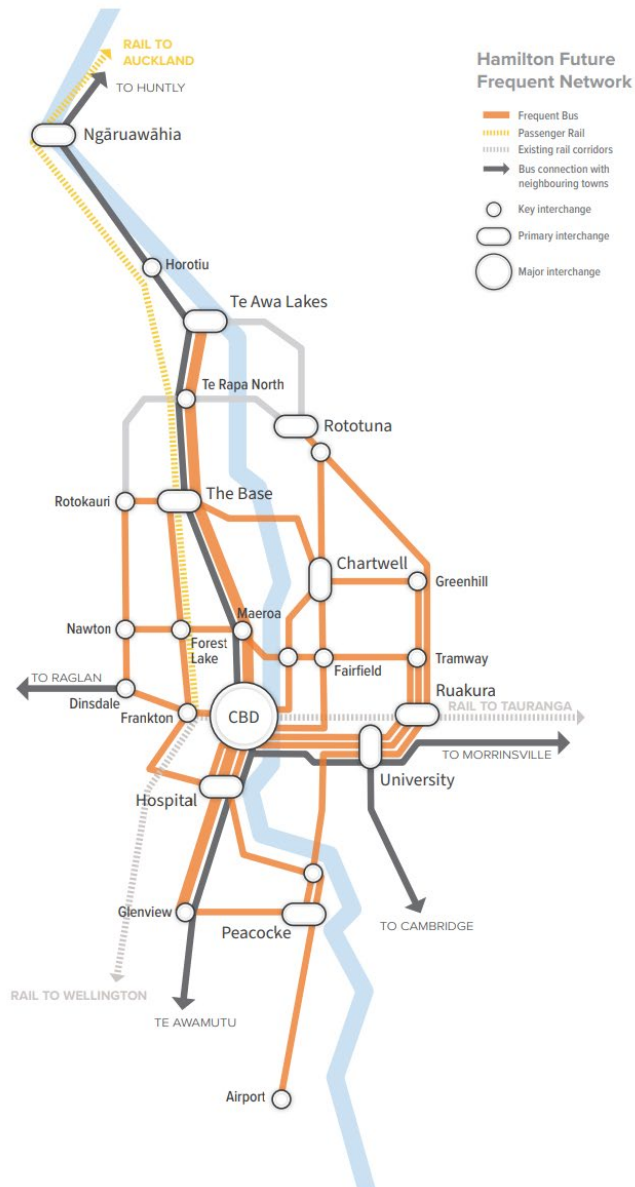 RAIL TO
AUCKLAND
TO HUNTLY
Ngāruawāhia
Hamilton Future
Frequent Network
Frequent Bus
Passenger Rail
Existing rail corridors
Bus connection with
neighbouring towns
Key interchange
Primary interchange
Major interchange
Horotiu
Te Awa Lakes
Te Rapa North
Rototuna
Rotokauri
The Base
Chartwell
Greenhill
Maeroa
Nawton
Forest
Lake
Fairfield
Tramway
TO RAGLAN
Dinsdale
Ruakura
Frankton
CBD
RAIL TO TAURANGA
TO MORRINSVILLE
University
Hospital
Glenview
Peacocke
TO CAMBRIDGE
RAIL TO WELLINGTON
TE AWAMUTU
Airport